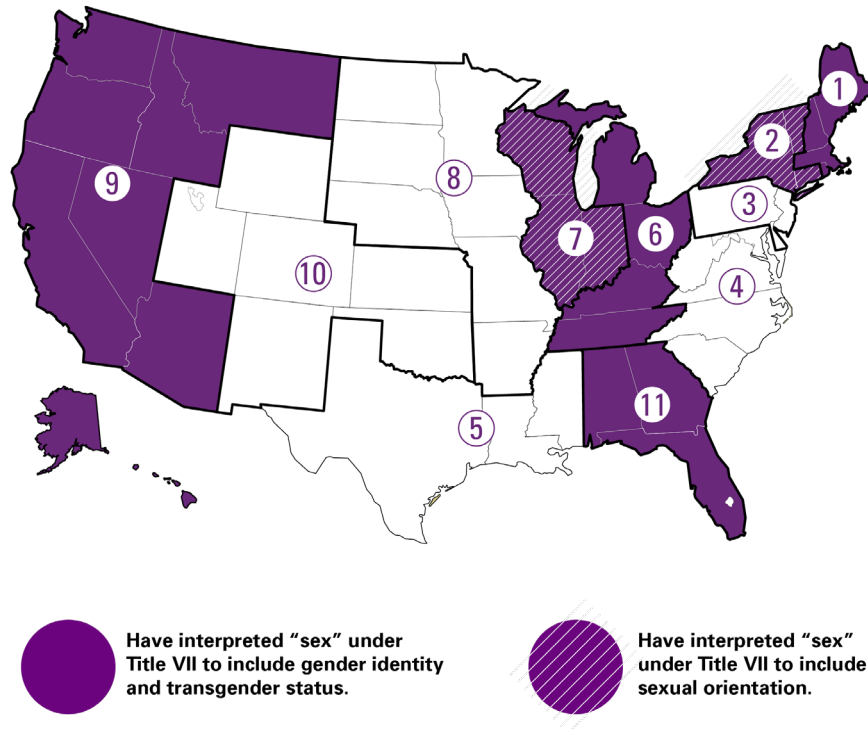 1
2
9
8
3
7
6
10
4
11
5
Have interpreted “sex” under
Title VII to include gender identity
and transgender status.
Have interpreted “sex”
under Title VII to include
sexual orientation.